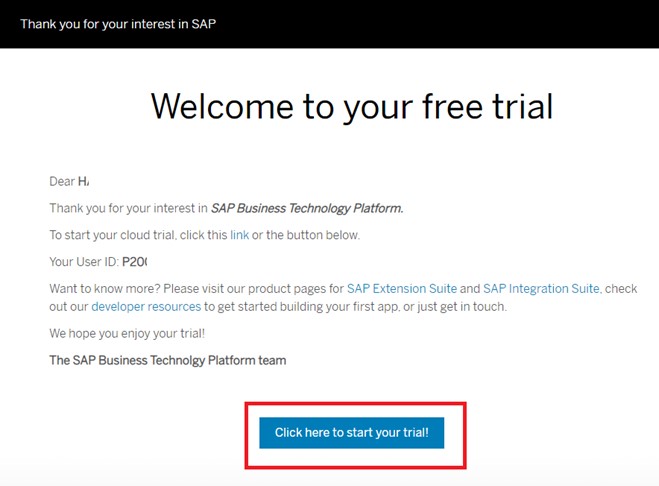 Thank you for your interest in SAP
Welcome to your free trial
Dear
Thank you for your interest in SAP Business Technology Platform.
To start your cloud trial, click this link or the button below.
Your User ID: P200
Want to know more? Please visit our product pages for SAP Extension Suite and SAP Integration Suite, check
out our developer resources to get started building your first app, or just get in touch.
We hope you enjoy your trial!
The SAP Business Technolgy Platform team
Click here to start your trial!